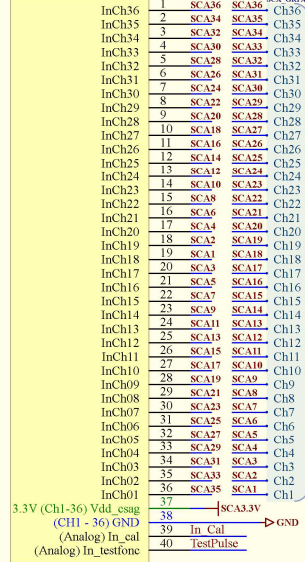 InCh36 1 SCA36 SCA36 Ch36
InCh35 2 SCA34 SCA35 Ch35
InCh34 3 SCA32 SCA34 Ch34
InCh33 4 SCA30 SCA33 Ch33
InCh32 5 SCA28 SCA32 Ch32
InCh31 6 SCA26 SCA31 Ch31
InCh30 7 SCA24 SCA30 Ch30
InCh29 8 SCA22 SCA29 Ch29
InCh28 9 SCA20 SCA28 Ch28
InCh27 10 SCA18 SCA27 Ch27
InCh26 11 SCA16 SCA26 Ch26
InCh25 12 SCA14 SCA25 Ch25
InCh24 13 SCA12 SCA24 Ch24
InCh23 14 SCA10 SCA23 Ch23
InCh22 15 SCA8 SCA22 Ch22
InCh21 16 SCA6 SCA21 Ch21
InCh20 17 SCA4 SCA20 Ch20
InCh19 18 SCA2 SCA19 Ch19
InCh18 19 SCA1 SCA18 Ch18
InCh17 20 SCA3 SCA17 Ch17
InCh16 21 SCA5 SCA16 Ch16
InCh15 22 SCA7 SCA15 Ch15
InCh14 23 SCA9 SCA14 Ch14
InCh13 24 SCA11 SCA13 Ch13
InCh12 25 SCA13 SCA12 Ch12
InCh11 26 SCA15 SCA11 Ch11
InCh10 27 SCA17 SCA10 Ch10
InCh09 28 SCA19 SCA9 Ch9
InCh08 29 SCA21 SCA8 Ch8
InCh07 30 SCA23 SCA7 Ch7
InCh06 31 SCA25 SCA6 Ch6
InCh05 32 SCA27 SCA5 Ch5
InCh04 33 SCA29 SCA4 Ch4
InCh03 34 SCA31 SCA3 Ch3
InCh02 35 SCA33 SCA2 Ch2
InCh01 36 SCA35 SCA1 Ch1
3.3V (Ch1-36) Vdd_csag 37 SCA3.3V
(CH1 - 36) GND 38 GND
(Analog) In_cal 39 In_Cal
(Analog) In_testfonc 40 TestPulse